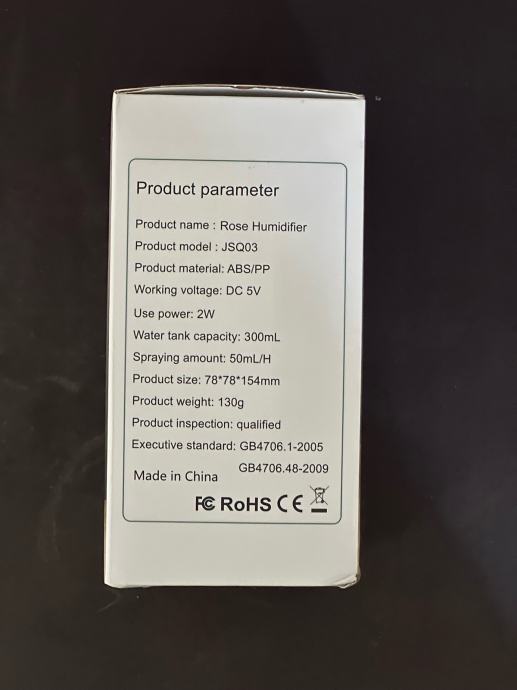 Product parameter
Product name : Rose Humidifier
Product model : JSQ03
Product material: ABS/PP
Working voltage: DC 5V
Use power: 2W
Water tank capacity: 300mL
Spraying amount: 50mL/H
Product size: 78*78*154mm
Product weight: 130g
Product inspection: qualified
Executive standard: GB4706.1-2005
GB4706.48-2009
Made in China
FC RoHS CE